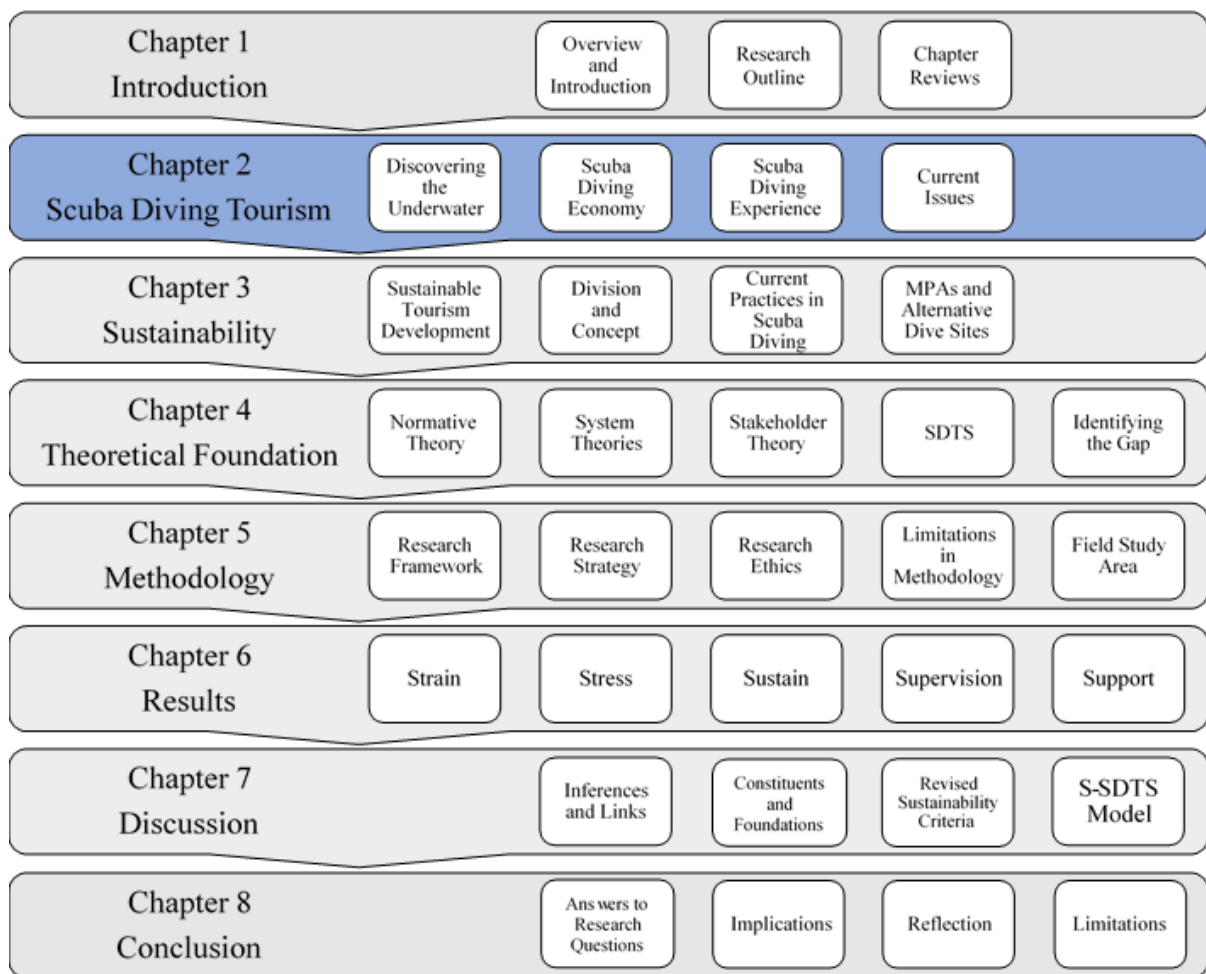 Chapter 1
Introduction
Overview
and
Introduction
Research
Outline
Chapter
Reviews
Chapter 2
Scuba Diving Tourism
Discovering
the
Underwater
Scuba
Diving
Economy
Scuba
Diving
Experience
Current
Issues
Chapter 3
Sustainability
Sustainable
Tourism
Development
Division
and
Concept
Current
Practices in
Scuba
Diving
MPAs and
Alternative
Dive Sites
Chapter 4
Theoretical Foundation
Normative
Theory
System
Theories
Stakeholder
Theory
SDTS
Identifying
the Gap
Chapter 5
Methodology
Research
Framework
Research
Strategy
Research
Ethics
Limitations
in
Methodology
Field Study
Area
Chapter 6
Results
Strain
Stress
Sustain
Supervision
Support
Chapter 7
Discussion
Inferences
and Links
Constituents
and
Foundations
Revised
Sustainability
Criteria
S-SDTS
Model
Chapter 8
Conclusion
Answers to
Research
Questions
Implications
Reflection
Limitations